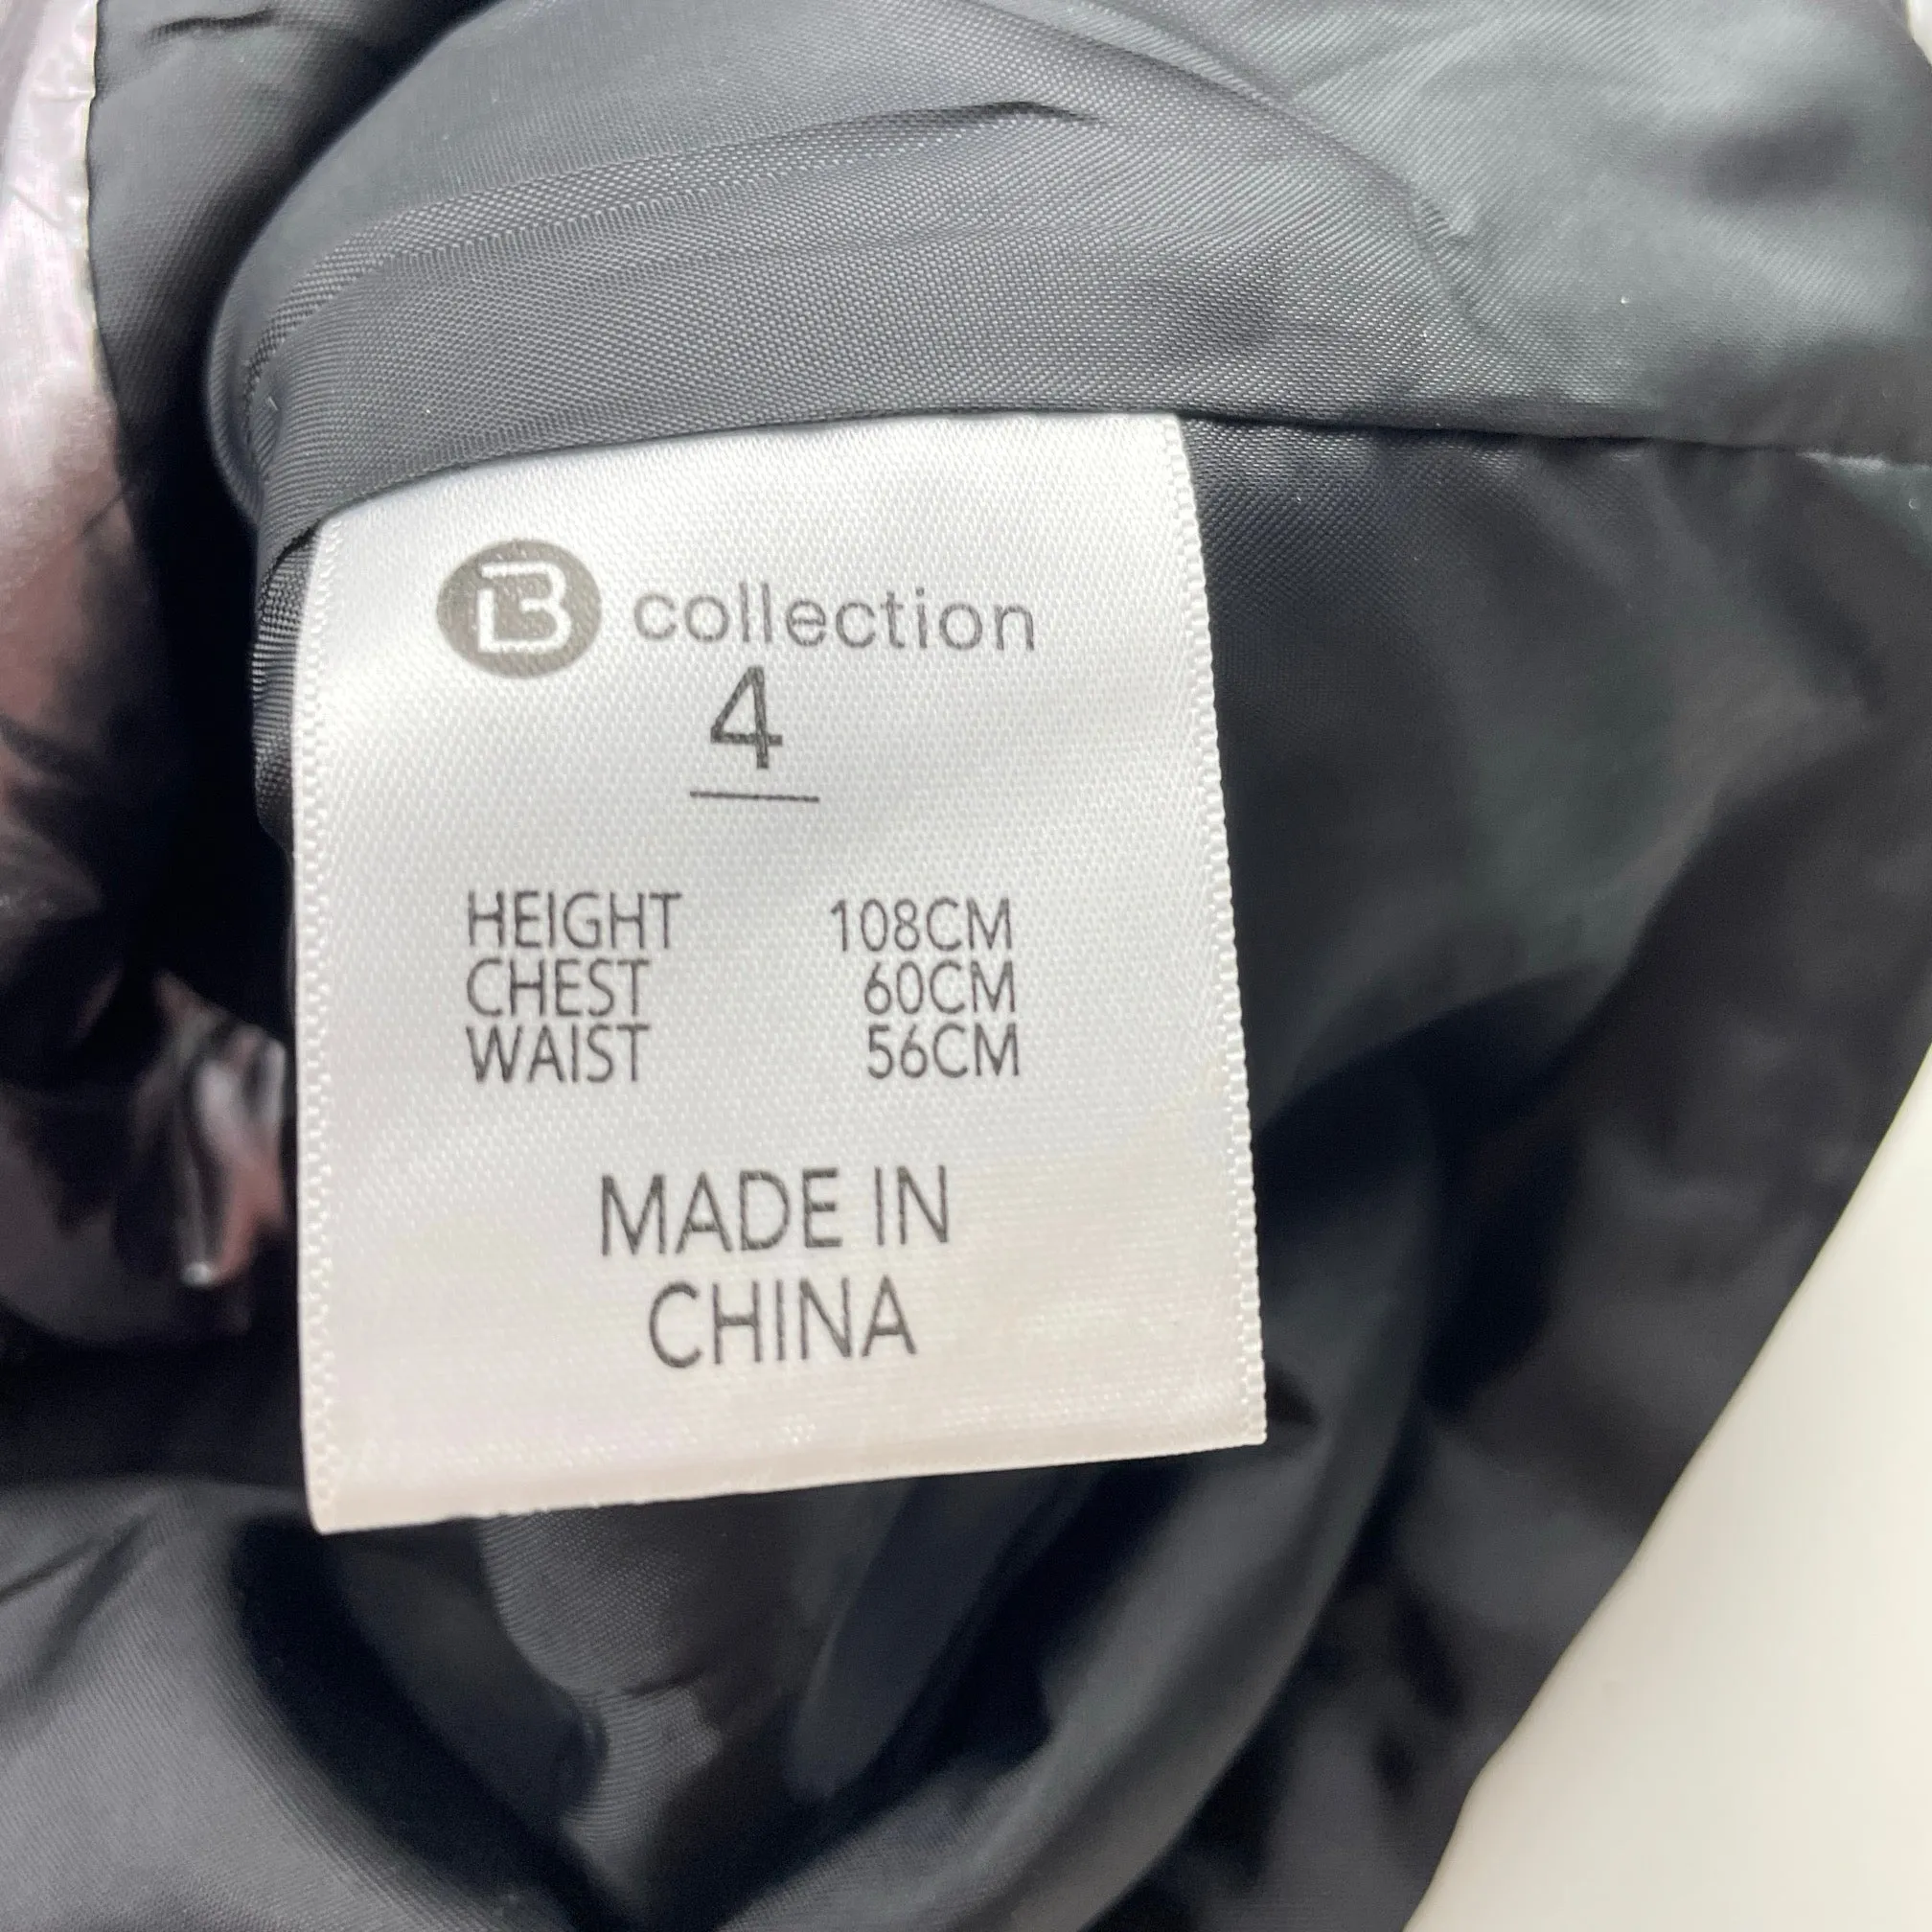 B collection
4
HEIGHT 108CM
CHEST 60CM
WAIST 56CM
MADE IN
CHINA